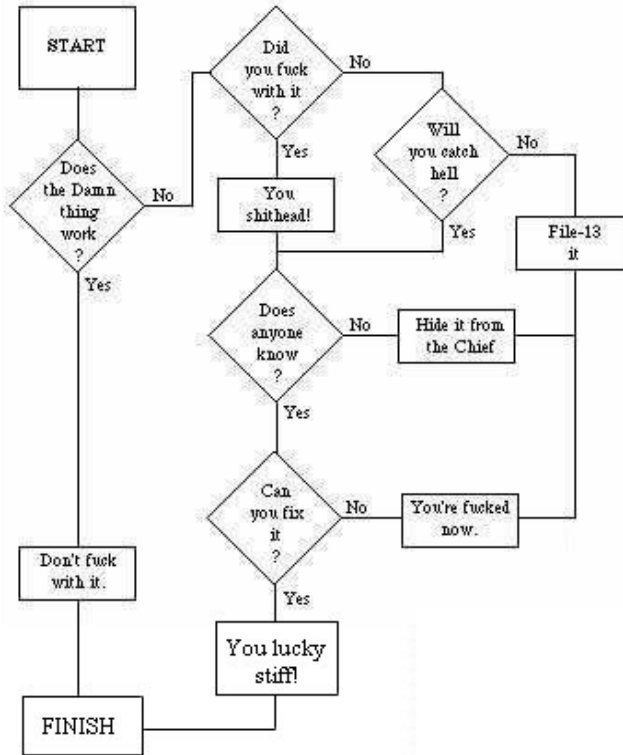 START
Does
the Damn
thing
work
?
No
Yes
Don't fuck
with it.
FINISH
Did
you fuck
with it
?
No
Yes
You
shithead!
Will
you catch
hell
?
No
Yes
File-13
it
Does
anyone
know
?
No
Hide it from
the Chief
Yes
Can
you fix
it
?
No
You're fucked
now.
Yes
You lucky
stiff!